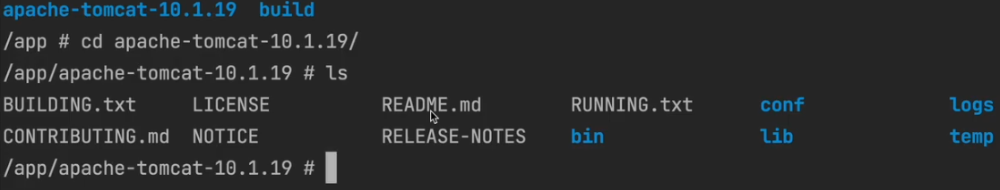 apache-tomcat-10.1.19  build
/app # cd apache-tomcat-10.1.19/
/app/apache-tomcat-10.1.19 # ls
BUILDING.txt     LICENSE          README.md        RUNNING.txt      conf             logs
CONTRIBUTING.md  NOTICE           RELEASE-NOTES    bin              lib              temp
/app/apache-tomcat-10.1.19 #